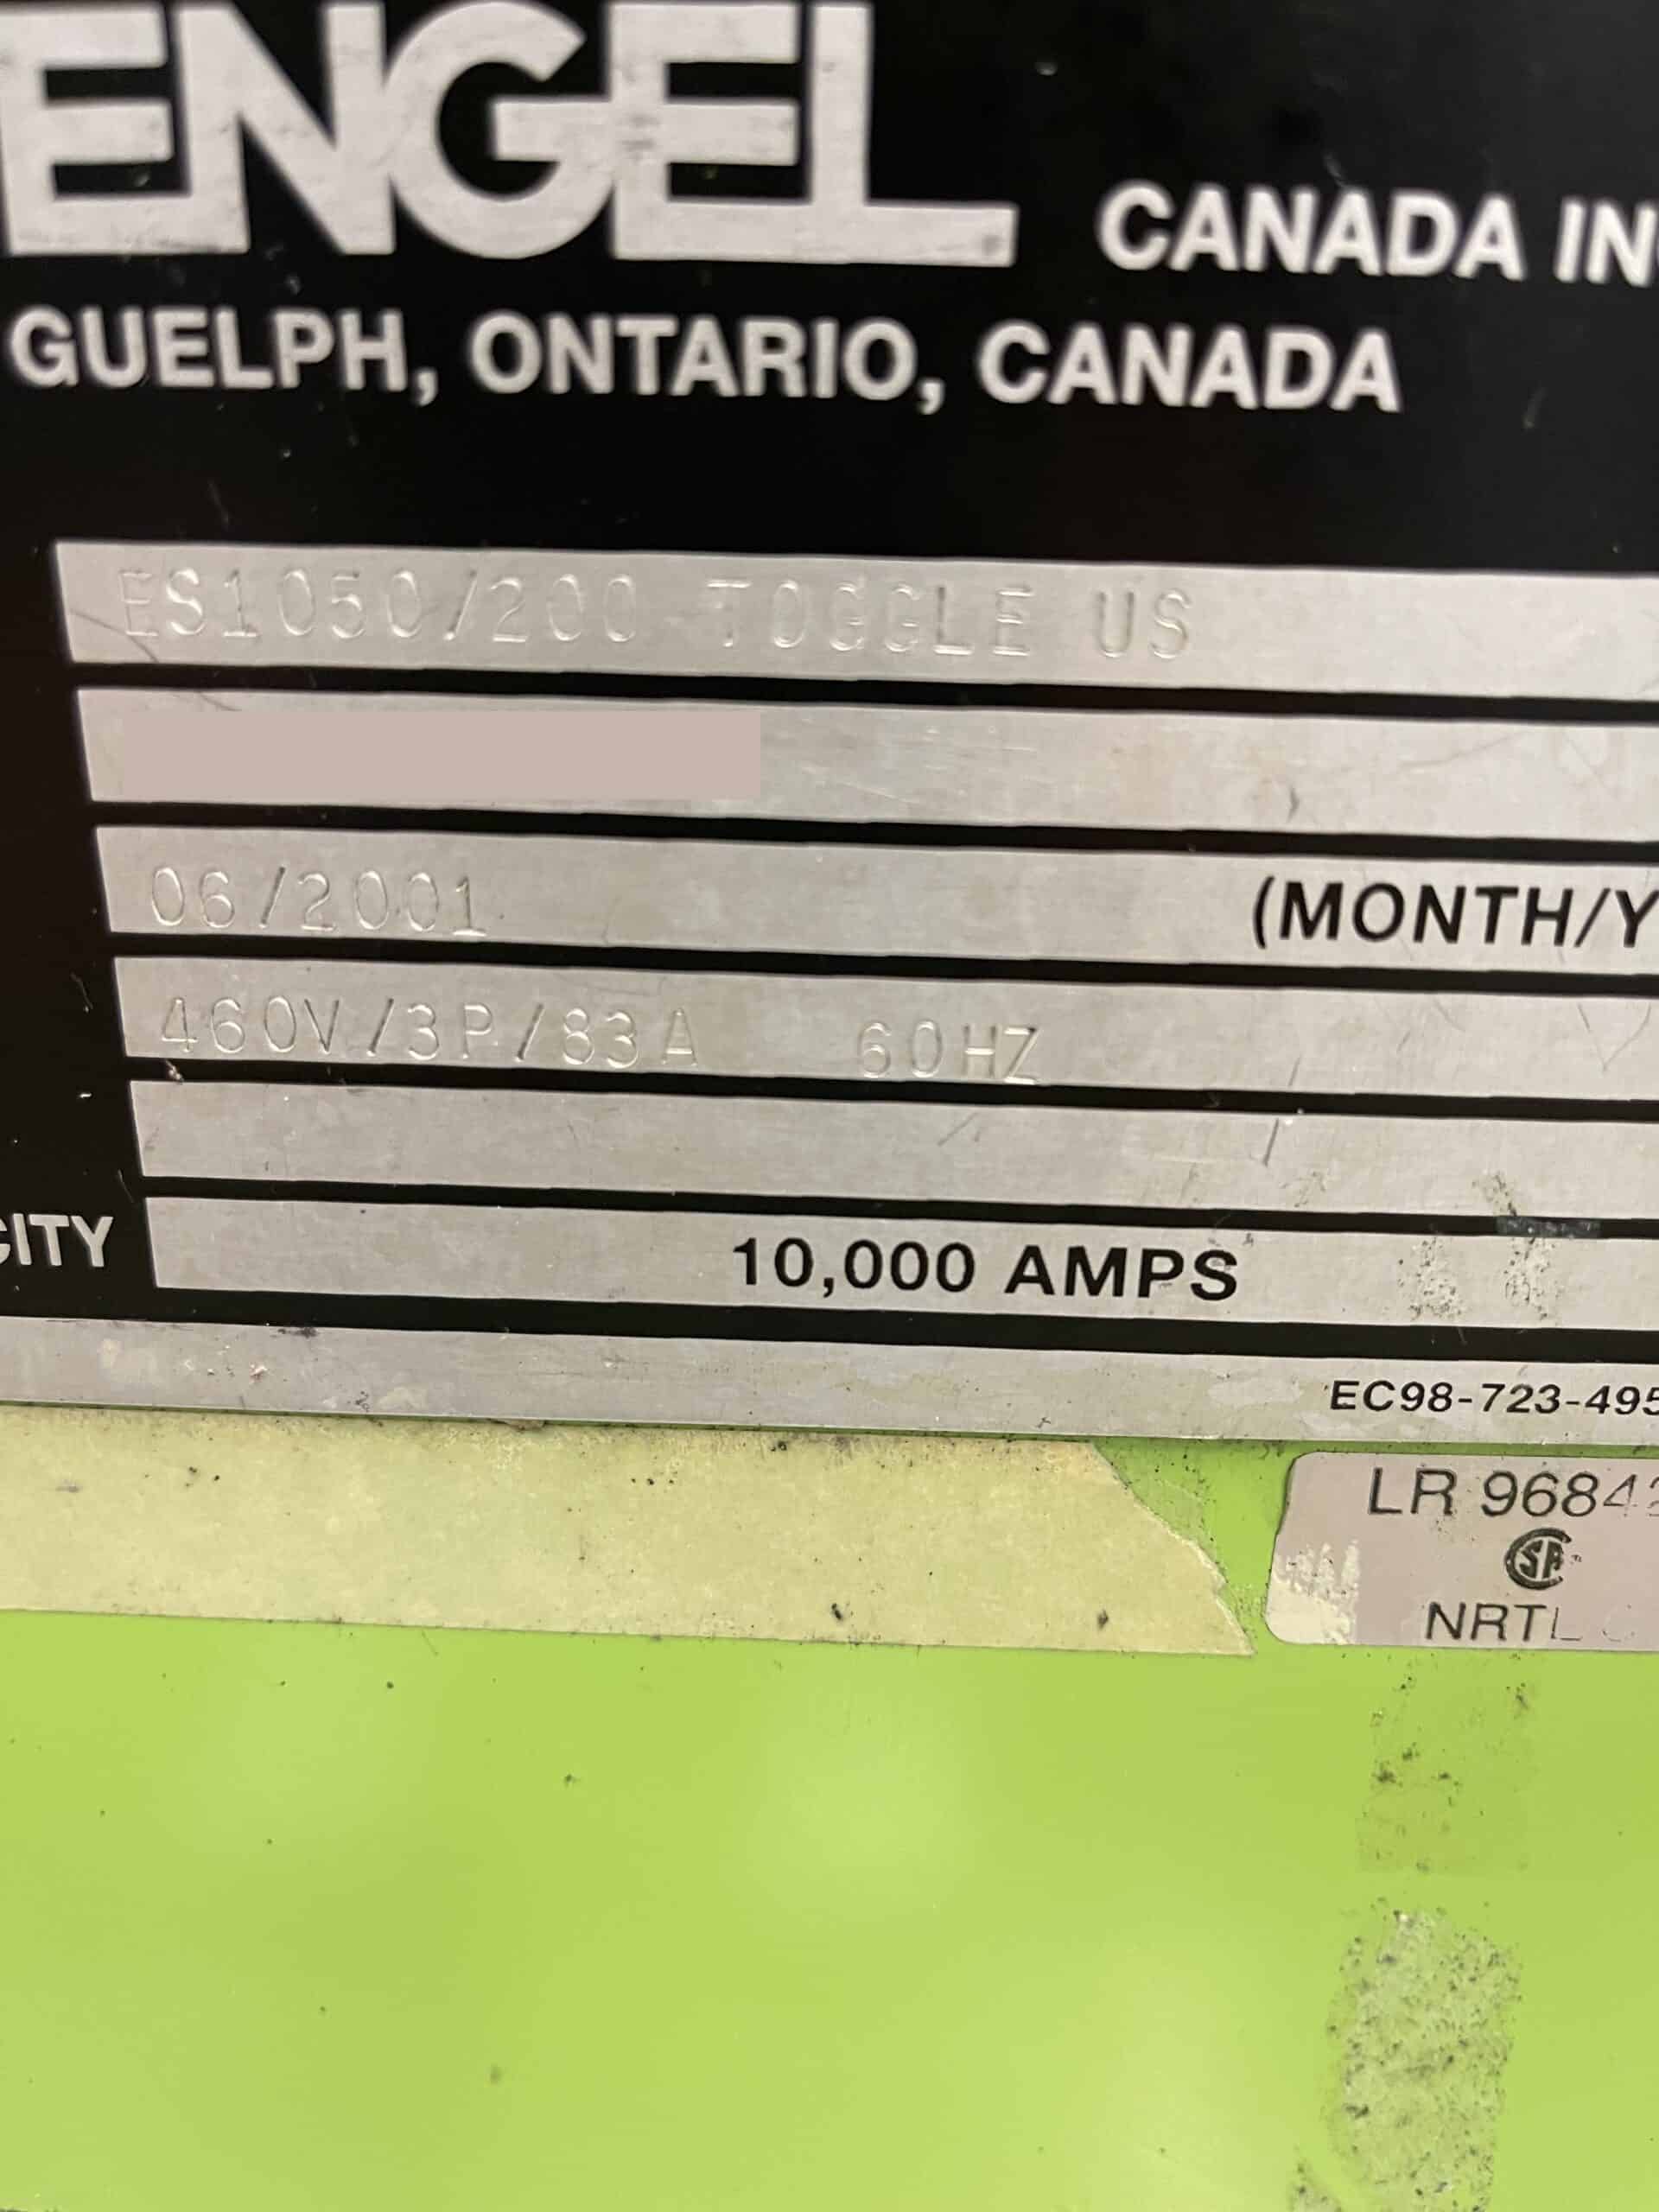 ENGEL CANADA IN
GUELPH, ONTARIO, CANADA
ES1050/200 TOGGLE US
06/2001 (MONTH/Y
460V/3P/83A 60HZ
CITY 10,000 AMPS
EC98-723-495
LR 9684
SA
NRTL